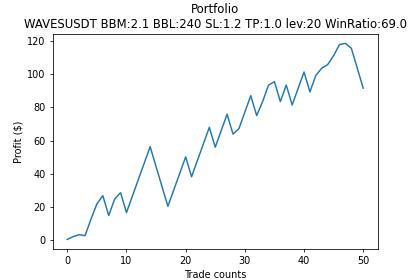 Portfolio
WAVESUSDT BBM:2.1 BBL:240 SL:1.2 TP:1.0 lev:20 WinRatio:69.0
120
100
80
60
40
20
0
Profit ($)
0 10 20 30 40 50
Trade counts